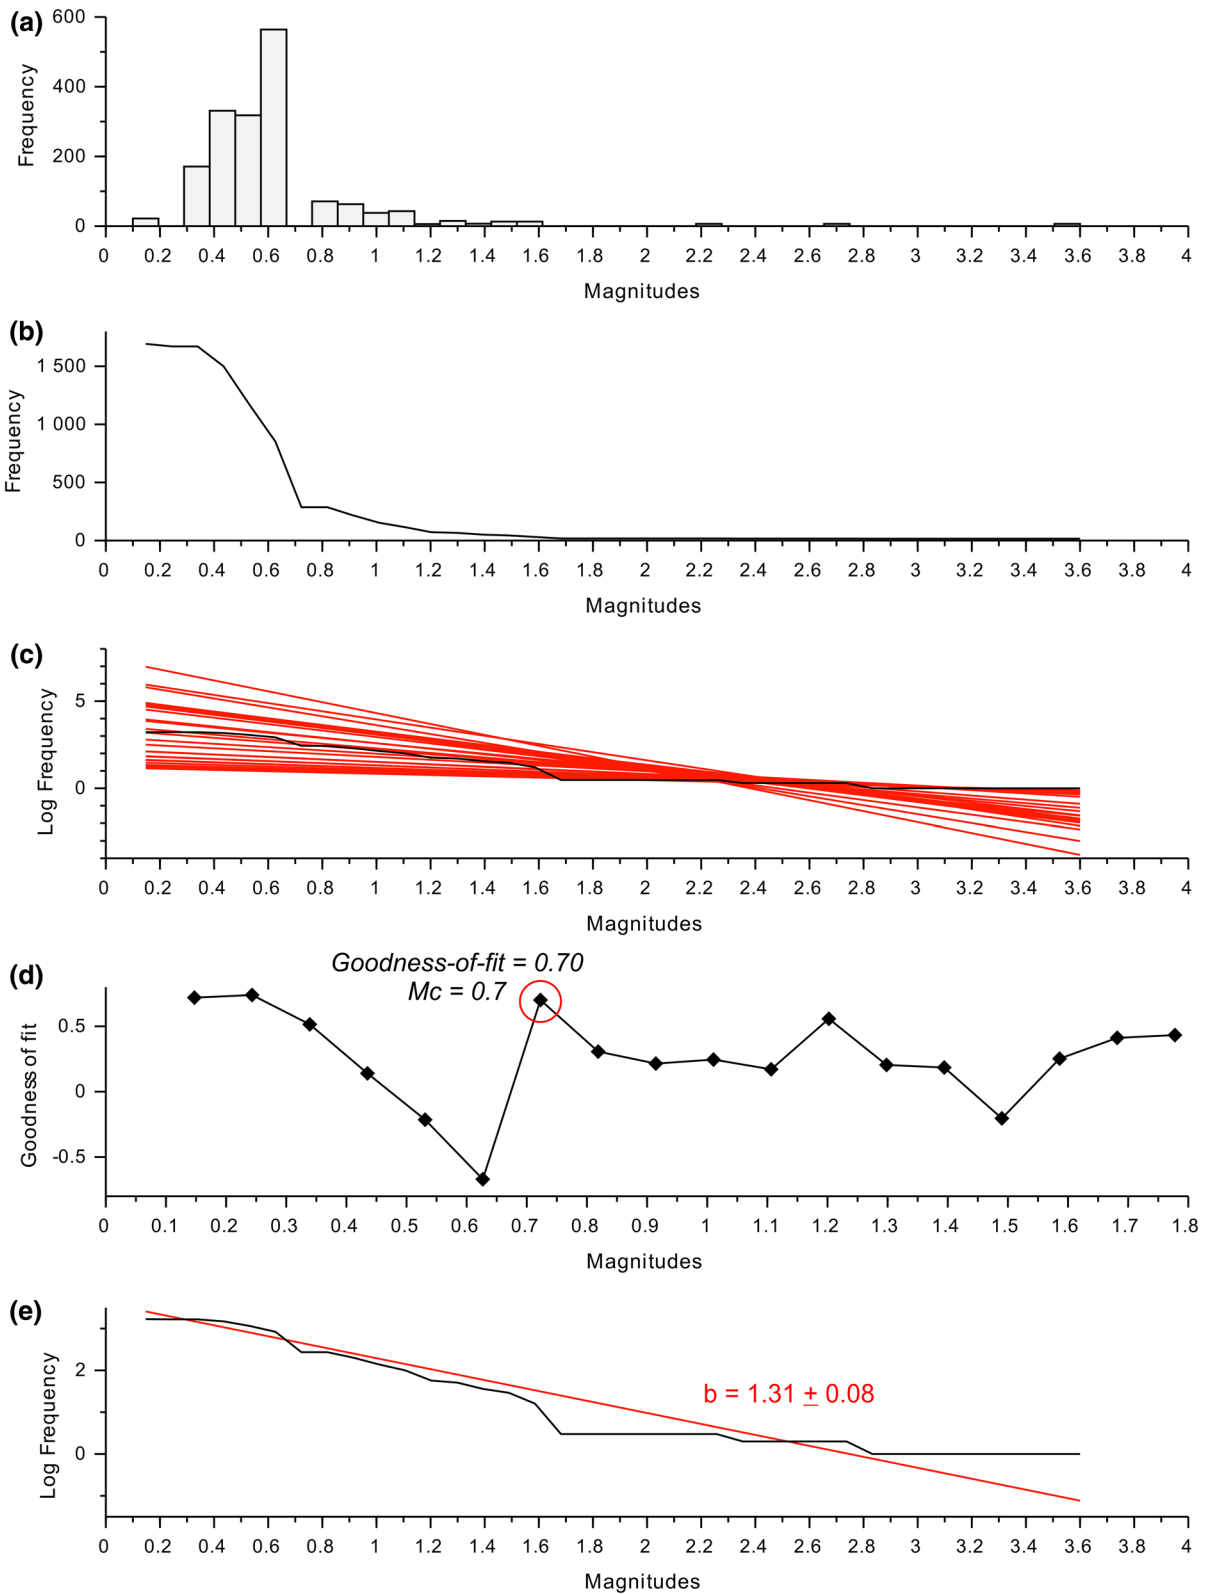 (a)
600
400
200
0
Frequency
0 0.2 0.4 0.6 0.8 1 1.2 1.4 1.6 1.8 2 2.2 2.4 2.6 2.8 3 3.2 3.4 3.6 3.8 4
Magnitudes
(b)
1 500
1 000
500
0
Frequency
0 0.2 0.4 0.6 0.8 1 1.2 1.4 1.6 1.8 2 2.2 2.4 2.6 2.8 3 3.2 3.4 3.6 3.8 4
Magnitudes
(c)
5
0
Log Frequency
0 0.2 0.4 0.6 0.8 1 1.2 1.4 1.6 1.8 2 2.2 2.4 2.6 2.8 3 3.2 3.4 3.6 3.8 4
Magnitudes
(d)
Goodness-of-fit = 0.70
Mc = 0.7
0.5
0
-0.5
Goodness of fit
0 0.1 0.2 0.3 0.4 0.5 0.6 0.7 0.8 0.9 1 1.1 1.2 1.3 1.4 1.5 1.6 1.7 1.8
Magnitudes
(e)
2
0
Log Frequency
b = 1.31 ± 0.08
0 0.2 0.4 0.6 0.8 1 1.2 1.4 1.6 1.8 2 2.2 2.4 2.6 2.8 3 3.2 3.4 3.6 3.8 4
Magnitudes